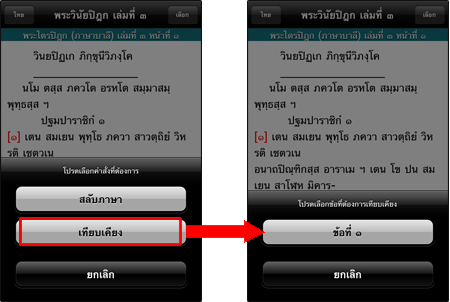 ไทย
พระวินัยปิฎก เล่มที่ ๓
เลือก
พระไตรปิฎก (ภาษาบาลี) เล่มที่ ๓ หน้าที่ ๑
วินยปิฏเก ภิกฺขุนีวิภงฺโค
นโม ตสฺส ภควโต อรหโต สมฺมาสมฺ
พุทฺธสฺส ฯ
ปฐมปาราชิกํ ๑
[๑] เตน สมเยน พุทฺโธ ภควา สาวตฺถิยํ วิห
รติ เชตวเน
โปรดเลือกคำสั่งที่ต้องการ
สลับภาษา
เทียบเคียง
ยกเลิก
ไทย
พระวินัยปิฎก เล่มที่ ๓
เลือก
พระไตรปิฎก (ภาษาบาลี) เล่มที่ ๓ หน้าที่ ๑
วินยปิฏเก ภิกฺขุนีวิภงฺโค
นโม ตสฺส ภควโต อรหโต สมฺมาสมฺ
พุทฺธสฺส ฯ
ปฐมปาราชิกํ ๑
[๑] เตน สมเยน พุทฺโธ ภควา สาวตฺถิยํ วิห
รติ เชตวเน
อนาถปิณฺฑิกสฺส อาราเม ฯ เตน โข ปน สม
เยน สาโฬฺห มิคาร-
โปรดเลือกข้อที่ต้องการเทียบเคียง
ข้อที่ ๑
ยกเลิก